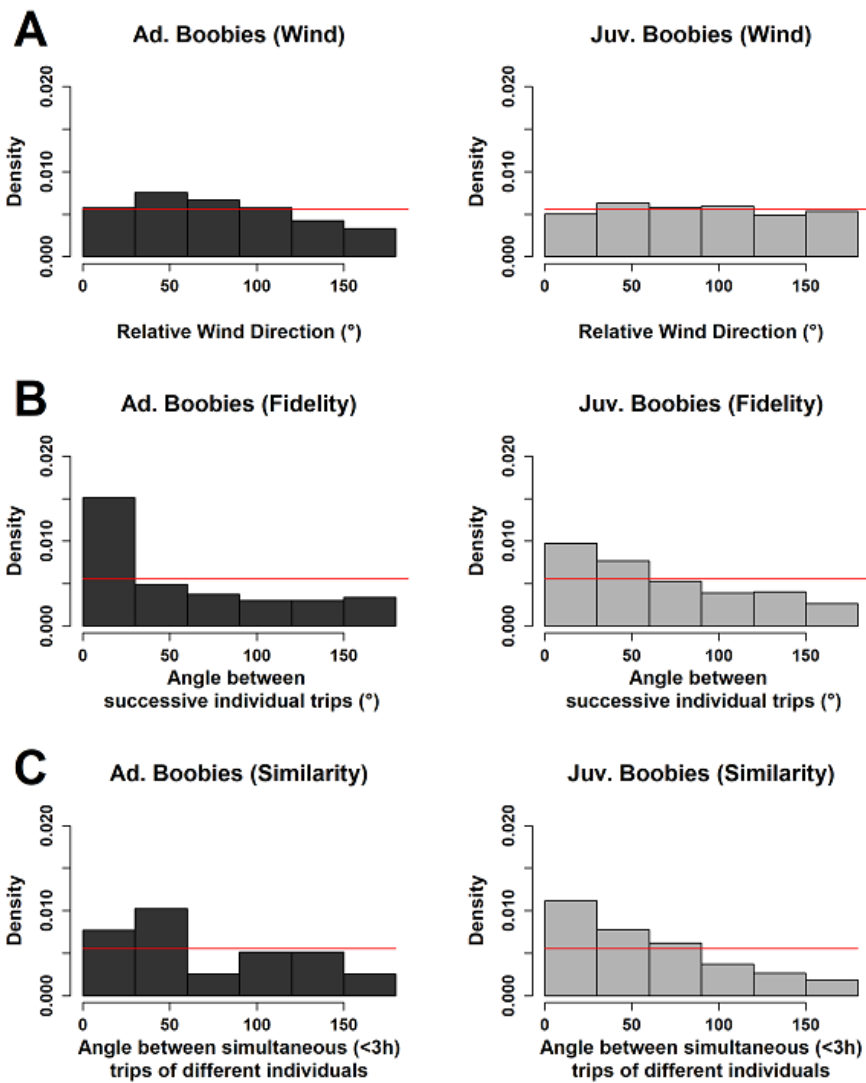 A
Ad. Boobies (Wind)
Juv. Boobies (Wind)
Density
0.000 0.010 0.020
0 50 100 150
Relative Wind Direction (°)
Density
0.000 0.010 0.020
0 50 100 150
Relative Wind Direction (°)
B
Ad. Boobies (Fidelity)
Juv. Boobies (Fidelity)
Density
0.000 0.010 0.020
0 50 100 150
Angle between
successive individual trips (°)
Density
0.000 0.010 0.020
0 50 100 150
Angle between
successive individual trips (°)
C
Ad. Boobies (Similarity)
Juv. Boobies (Similarity)
Density
0.000 0.010 0.020
0 50 100 150
Angle between simultaneous (<3h)
trips of different individuals
Density
0.000 0.010 0.020
0 50 100 150
Angle between simultaneous (<3h)
trips of different individuals